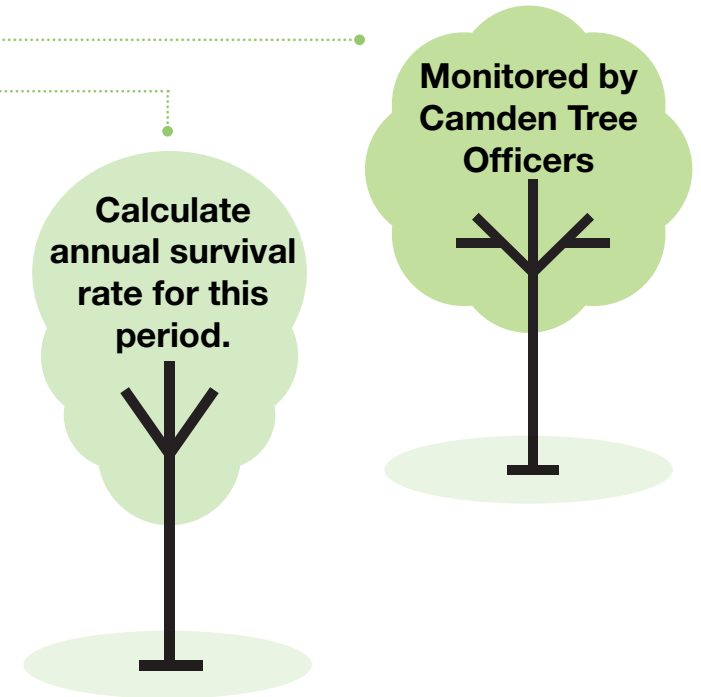 Monitored by
Camden Tree
Officers
Calculate
annual survival
rate for this
period.